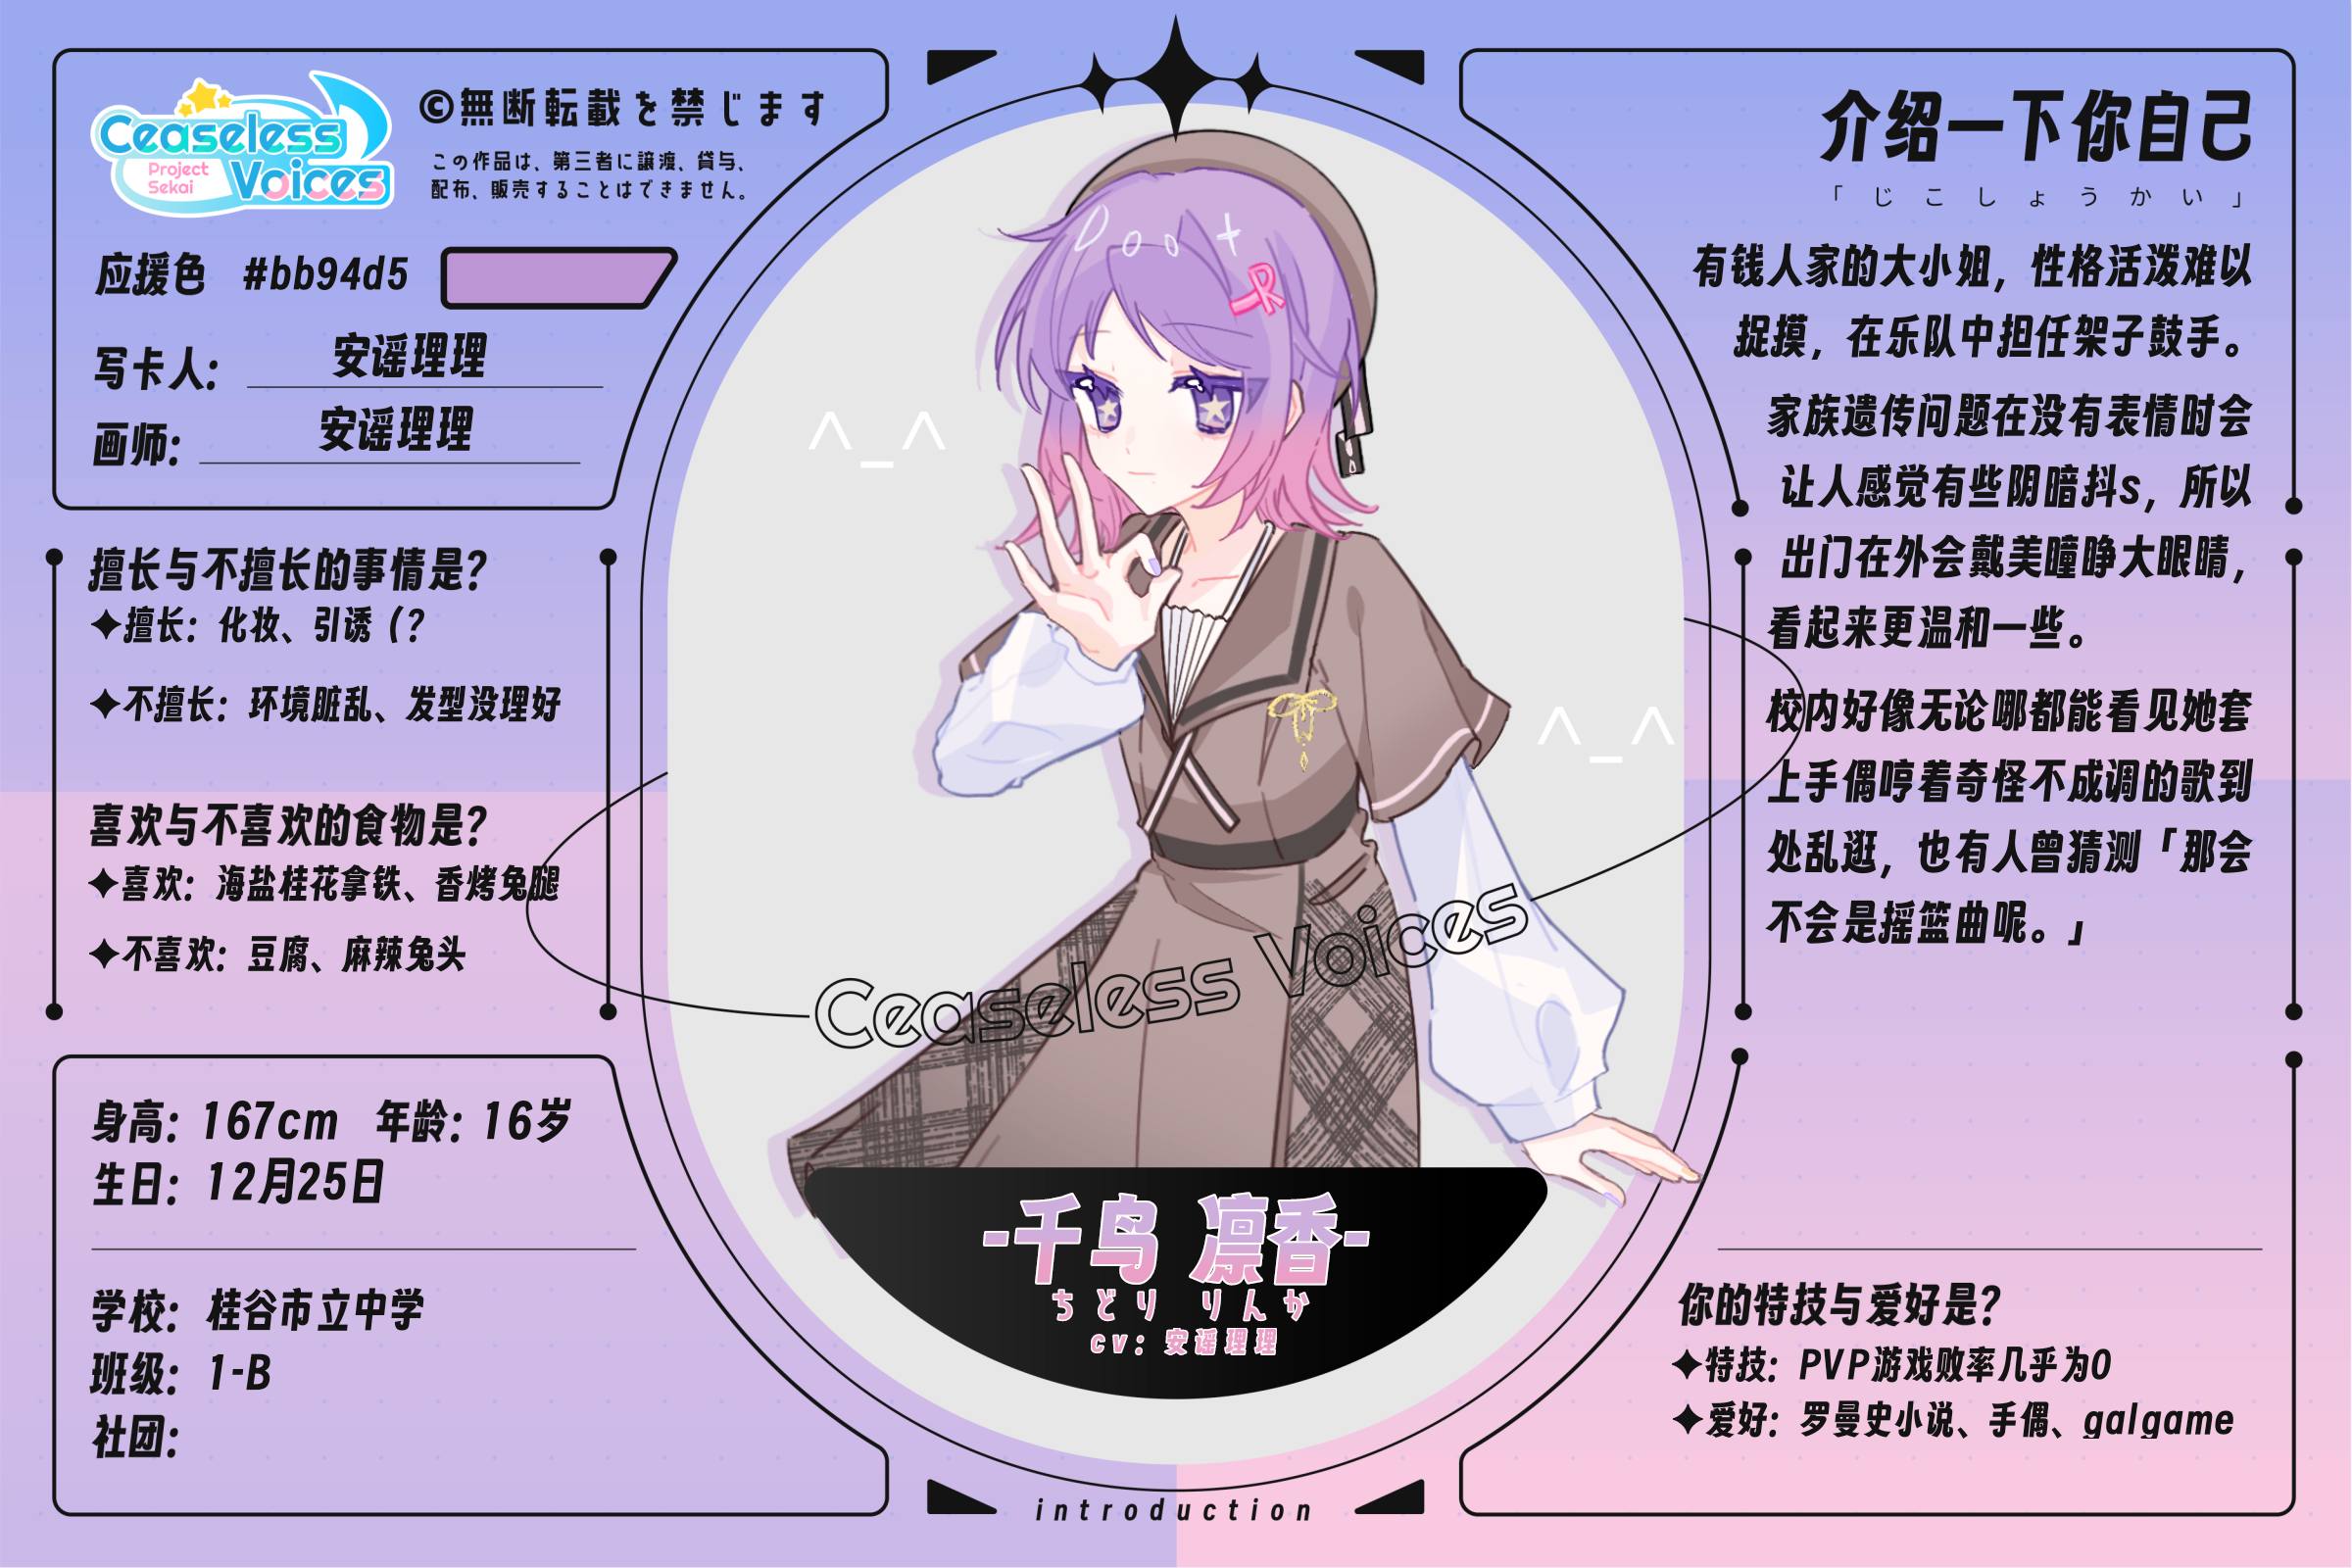 Ceaseless
Project
Sekai
Voices
©無断転載を禁じます
この作品は、第三者に譲渡、貸与、
配布、販売することはできません。
应援色 #bb94d5
写卡人: 安谣理理
画师: 安谣理理
擅长与不擅长的事情是?
✦擅长: 化妆、引诱（?
✦不擅长: 环境脏乱、发型没理好
喜欢与不喜欢的食物是?
✦喜欢: 海盐桂花拿铁、香烤兔腿
✦不喜欢: 豆腐、麻辣兔头
身高: 167cm 年龄: 16岁
生日: 12月25日
学校: 桂谷市立中学
班级: 1-B
社团:
Doot
R
^_^
^_^
Ceaseless Voices
-千鸟 凛香-
ちどり りんか
cv: 安谣理理
introduction
介绍一下你自己
「じこしょうかい」
有钱人家的大小姐，性格活泼难以
捉摸，在乐队中担任架子鼓手。
家族遗传问题在没有表情时会
让人感觉有些阴暗抖s，所以
出门在外会戴美瞳睁大眼睛，
看起来更温和一些。
校内好像无论哪都能看见她套
上手偶哼着奇怪不成调的歌到
处乱逛，也有人曾猜测「那会
不会是摇篮曲呢。」
你的特技与爱好是?
✦特技: PVP游戏败率几乎为0
✦爱好: 罗曼史小说、手偶、galgame